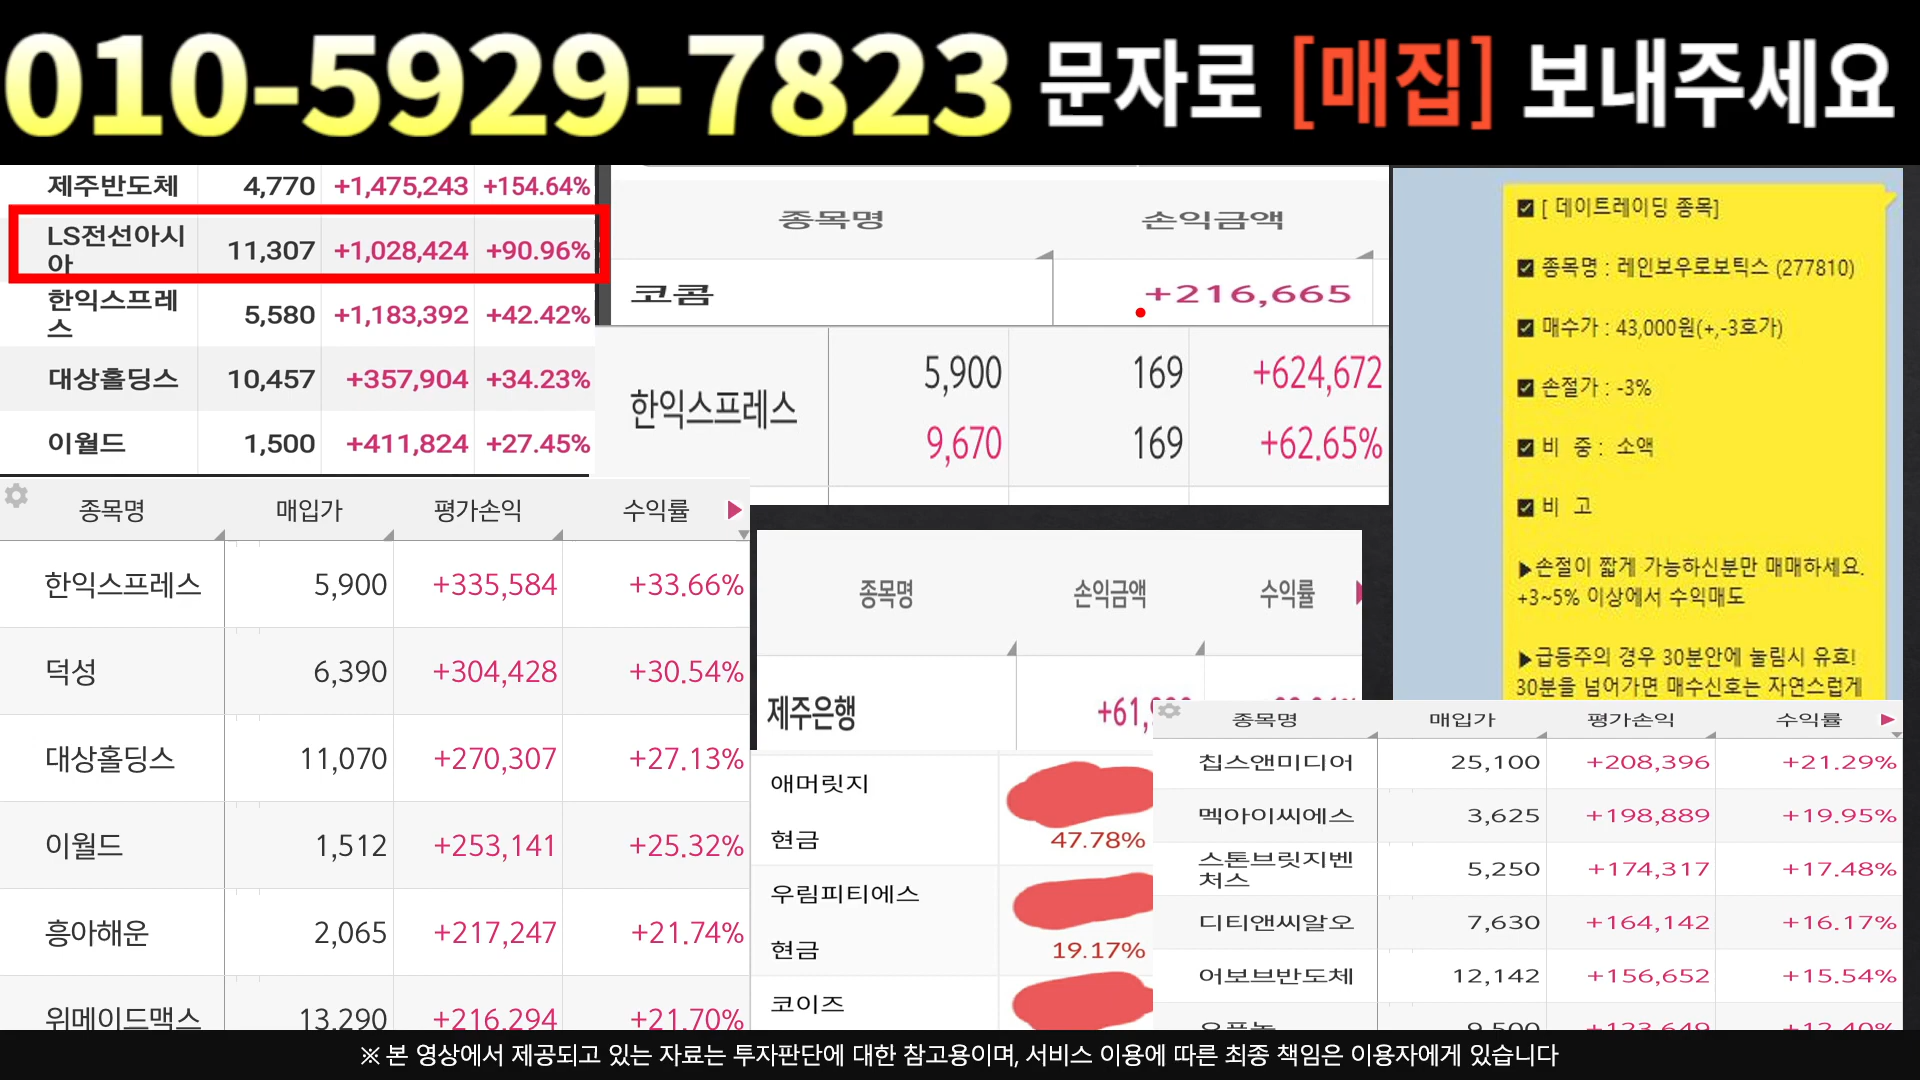 010-5929-7823 문자로 [매집] 보내주세요
제주반도체 4,770 +1,475,243 +154.64%
LS전선아시
아 11,307 +1,028,424 +90.96%
한익스프레
스 5,580 +1,183,392 +42.42%
대상홀딩스 10,457 +357,904 +34.23%
이월드 1,500 +411,824 +27.45%
종목명 손익금액
코콤 +216,665
한익스프레스
5,900 169 +624,672
9,670 169 +62.65%
☑ [ 데이트레이딩 종목]
☑ 종목명 : 레인보우로보틱스 (277810)
☑ 매수가 : 43,000원(+,-3호가)
☑ 손절가 : -3%
☑ 비 중 : 소액
☑ 비 고
▶손절이 짧게 가능하신분만 매매하세요.
+3~5% 이상에서 수익매도
▶급등주의 경우 30분안에 눌림시 유효!
30분을 넘어가면 매수신호는 자연스럽게
종목명 매입가 평가손익 수익률
한익스프레스 5,900 +335,584 +33.66%
덕성 6,390 +304,428 +30.54%
대상홀딩스 11,070 +270,307 +27.13%
이월드 1,512 +253,141 +25.32%
흥아해운 2,065 +217,247 +21.74%
위메이드맥스 13,290 +216,294 +21.70%
종목명 손익금액 수익률
제주은행
애머릿지
현금 47.78%
우림피티에스
현금 19.17%
코이즈
종목명 매입가 평가손익 수익률
칩스앤미디어 25,100 +208,396 +21.29%
멕아이씨에스 3,625 +198,889 +19.95%
스톤브릿지벤
처스 5,250 +174,317 +17.48%
디티앤씨알오 7,630 +164,142 +16.17%
어보브반도체 12,142 +156,652 +15.54%
※ 본 영상에서 제공되고 있는 자료는 투자판단에 대한 참고용이며, 서비스 이용에 따른 최종 책임은 이용자에게 있습니다